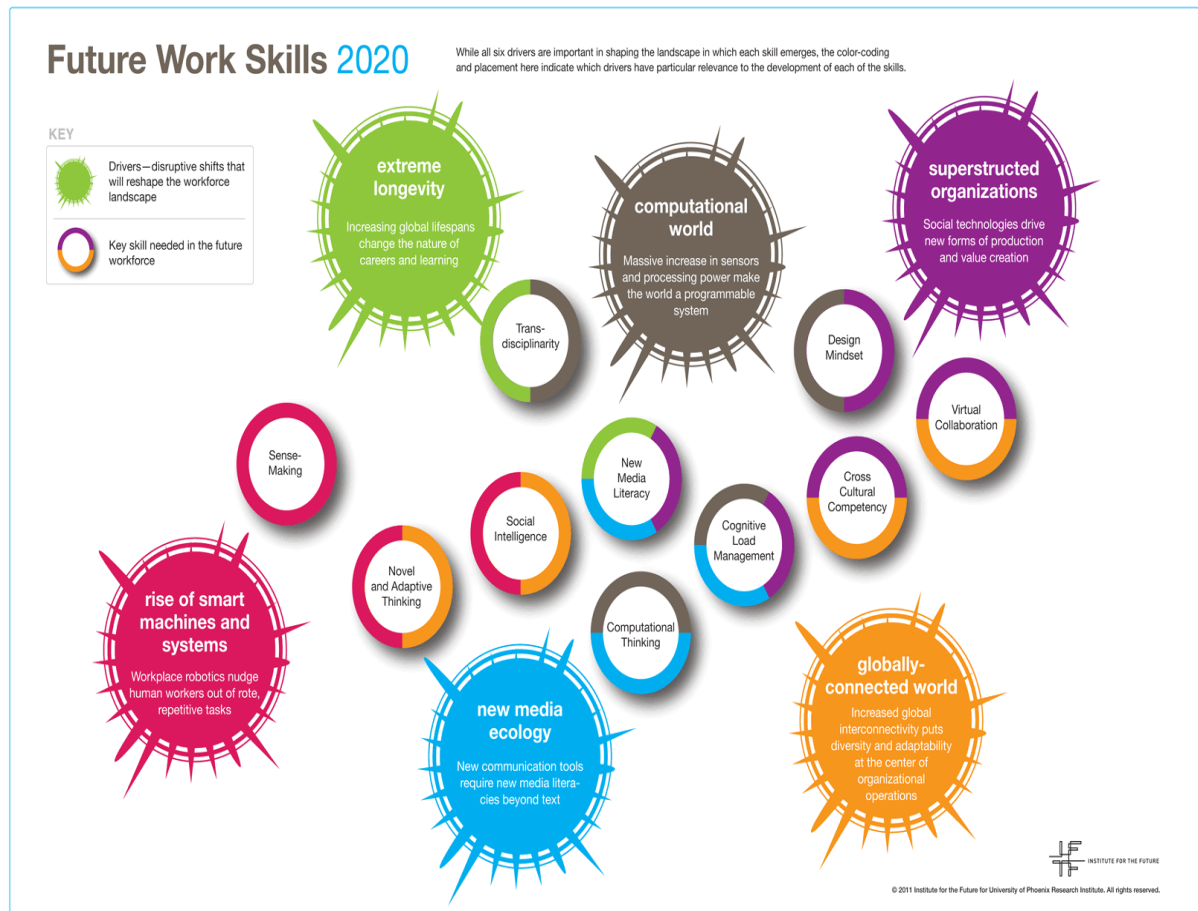 Future Work Skills 2020
While all six drivers are important in shaping the landscape in which each skill emerges, the color-coding
and placement here indicate which drivers have particular relevance to the development of each of the skills.
KEY
Drivers—disruptive shifts that
will reshape the workforce
landscape
Key skill needed in the future
workforce
extreme
longevity
Increasing global lifespans
change the nature of
careers and learning
computational
world
Massive increase in sensors
and processing power make
the world a programmable
system
superstructed
organizations
Social technologies drive
new forms of production
and value creation
Trans-
disciplinarity
Design
Mindset
Virtual
Collaboration
Sense-
Making
New
Media
Literacy
Cross
Cultural
Competency
Social
Intelligence
Cognitive
Load
Management
Novel
and Adaptive
Thinking
Computational
Thinking
rise of smart
machines and
systems
Workplace robotics nudge
human workers out of rote,
repetitive tasks
new media
ecology
New communication tools
require new media litera-
cies beyond text
globally-
connected world
Increased global
interconnectivity puts
diversity and adaptability
at the center of
organizational
operations
INSTITUTE FOR THE FUTURE
© 2011 Institute for the Future for University of Phoenix Research Institute. All rights reserved.